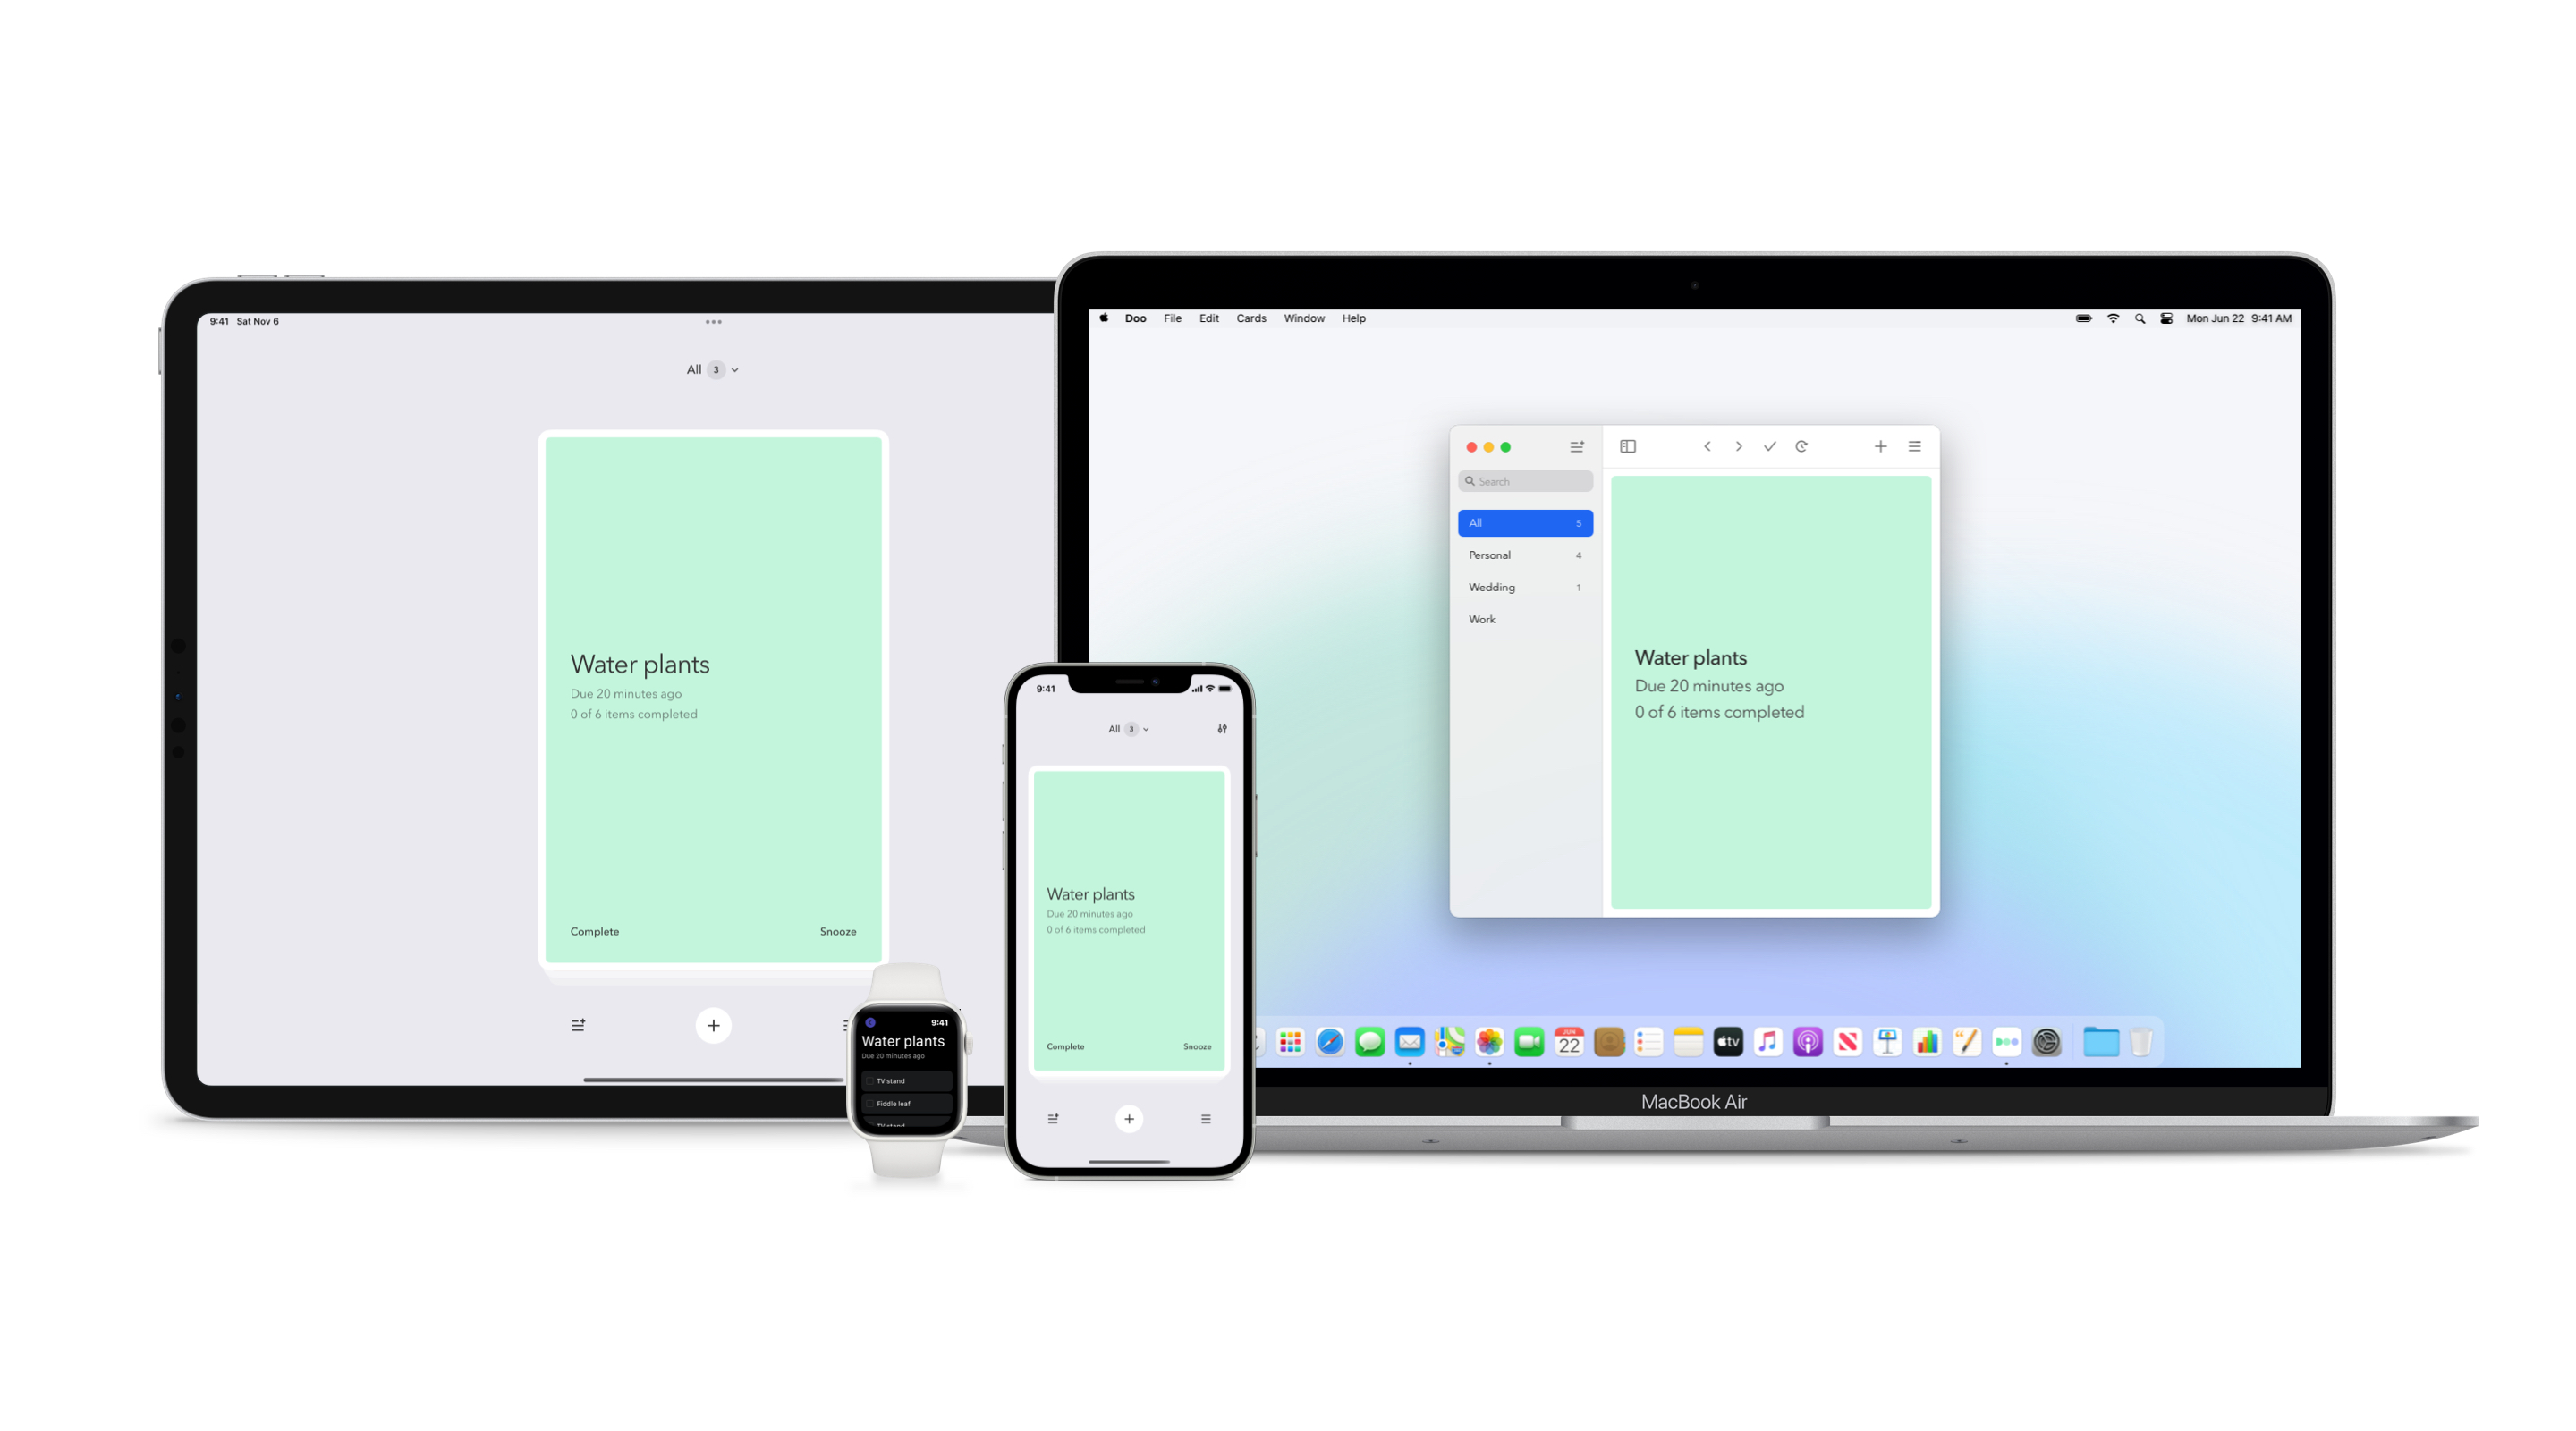 9:41 Sat Nov 6
All 3
Water plants
Due 20 minutes ago
0 of 6 items completed
Complete Snooze
9:41
Water plants
Due 20 minutes ago
TV stand
Fiddle leaf
TV stand
9:41
All 3
Water plants
Due 20 minutes ago
0 of 6 items completed
Complete Snooze
Doo File Edit Cards Window Help Mon Jun 22 9:41 AM
Search
All 5
Personal 4
Wedding 1
Work
Water plants
Due 20 minutes ago
0 of 6 items completed
JUN
22
tv
MacBook Air